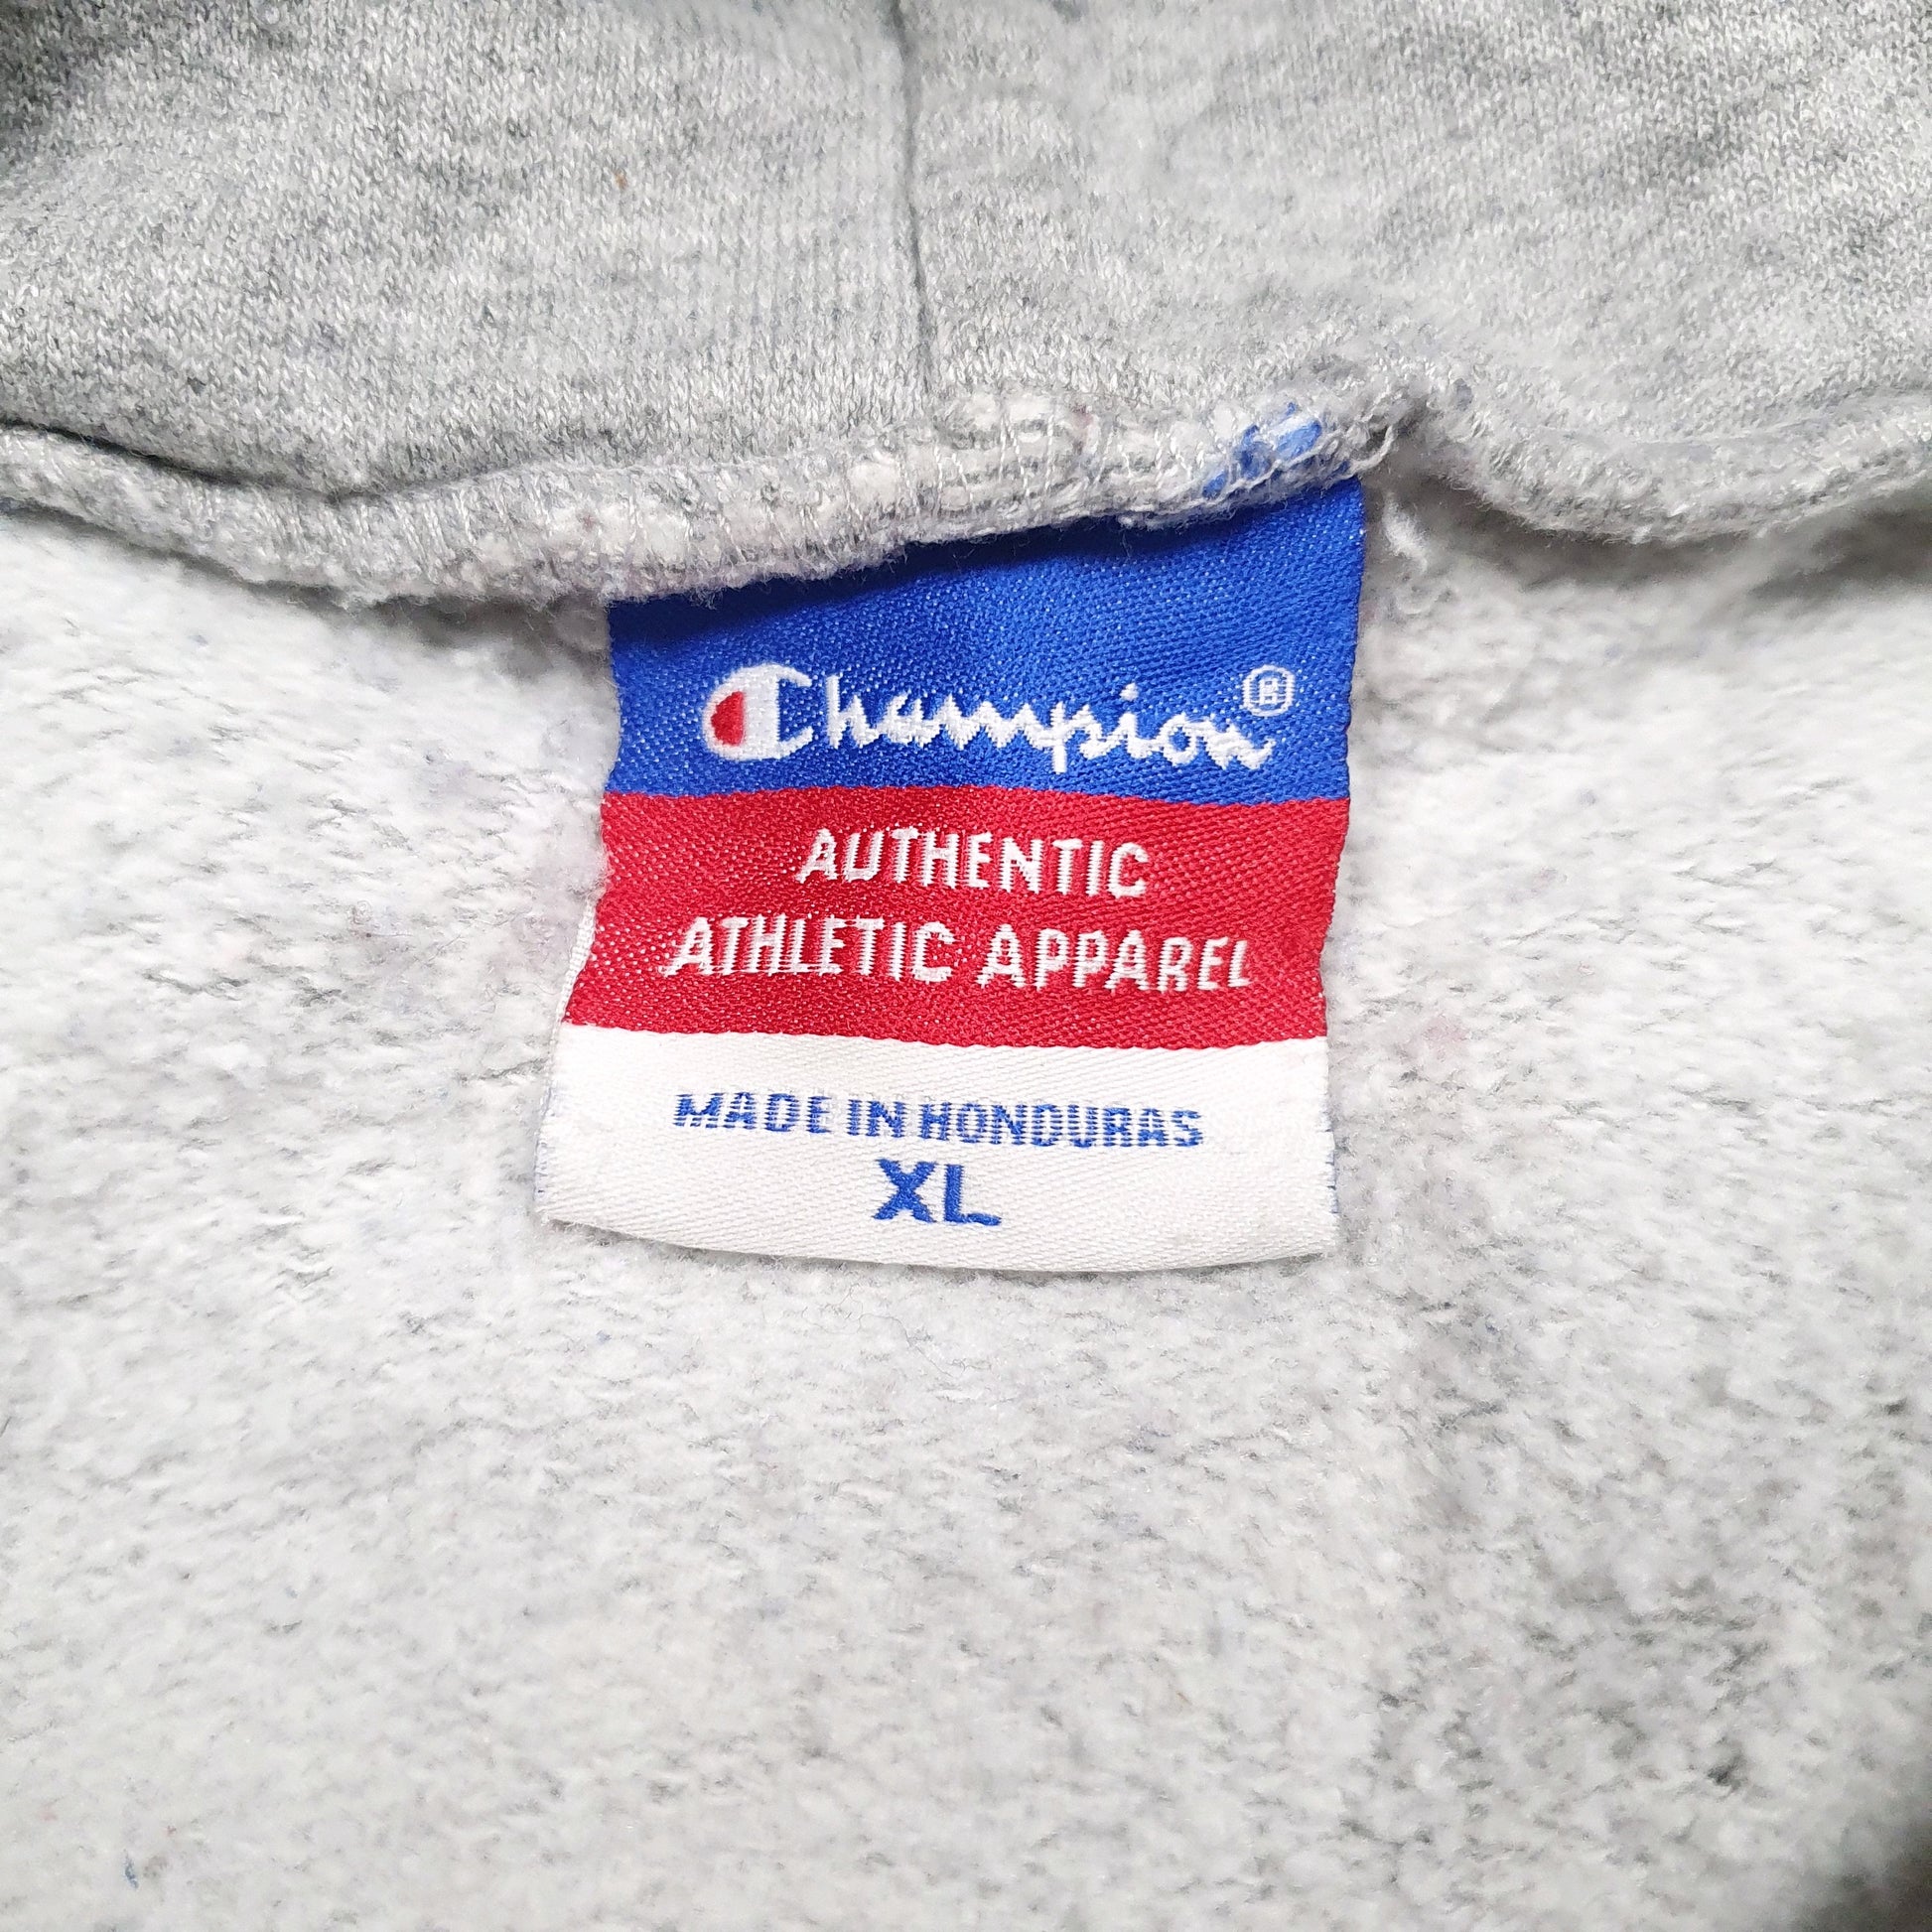 Champion®
AUTHENTIC
ATHLETIC APPAREL
MADE IN HONDURAS
XL